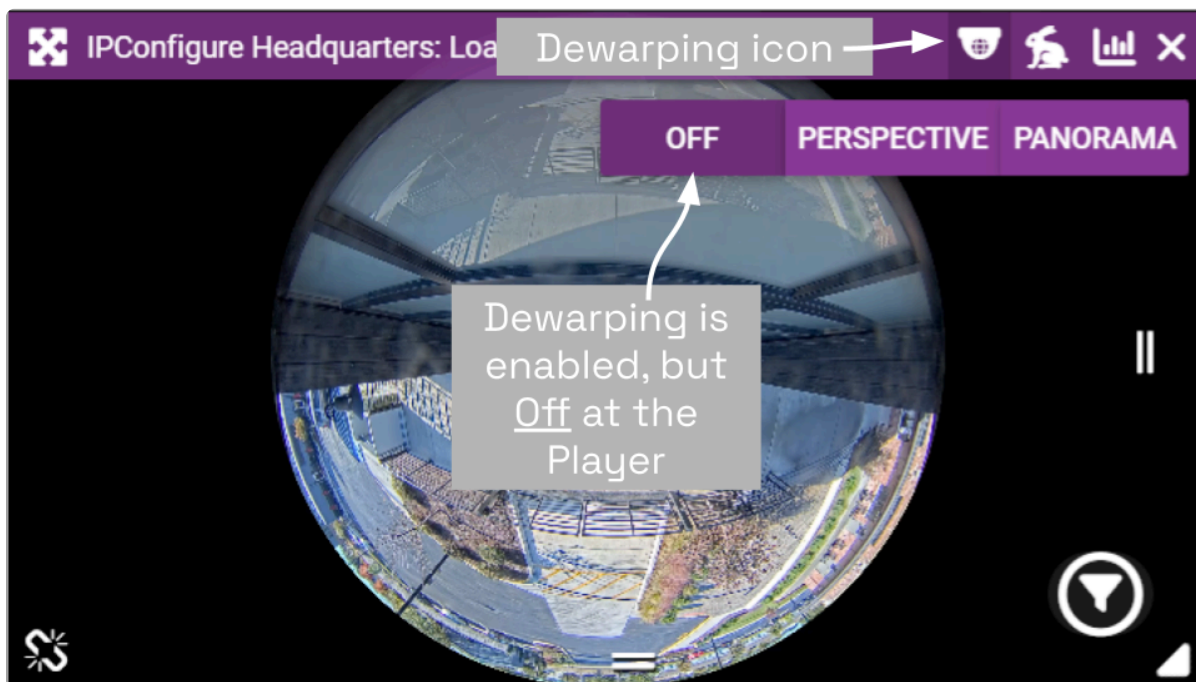 IPConfigure Headquarters: Loa
Dewarping icon
OFF PERSPECTIVE PANORAMA
Dewarping is
enabled, but
Off at the
Player